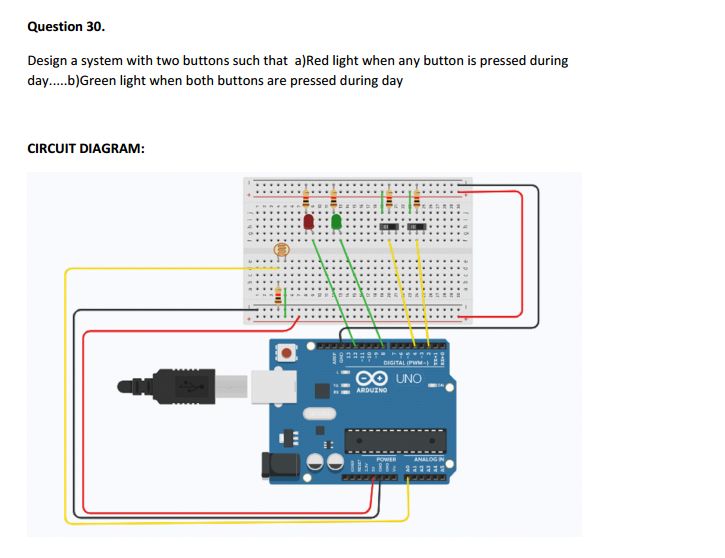 Question 30.
Design a system with two buttons such that a)Red light when any button is pressed during
day.....b)Green light when both buttons are pressed during day
CIRCUIT DIAGRAM:
DIGITAL (PWM~)
UNO
ARDUINO
POWER
ANALOG IN